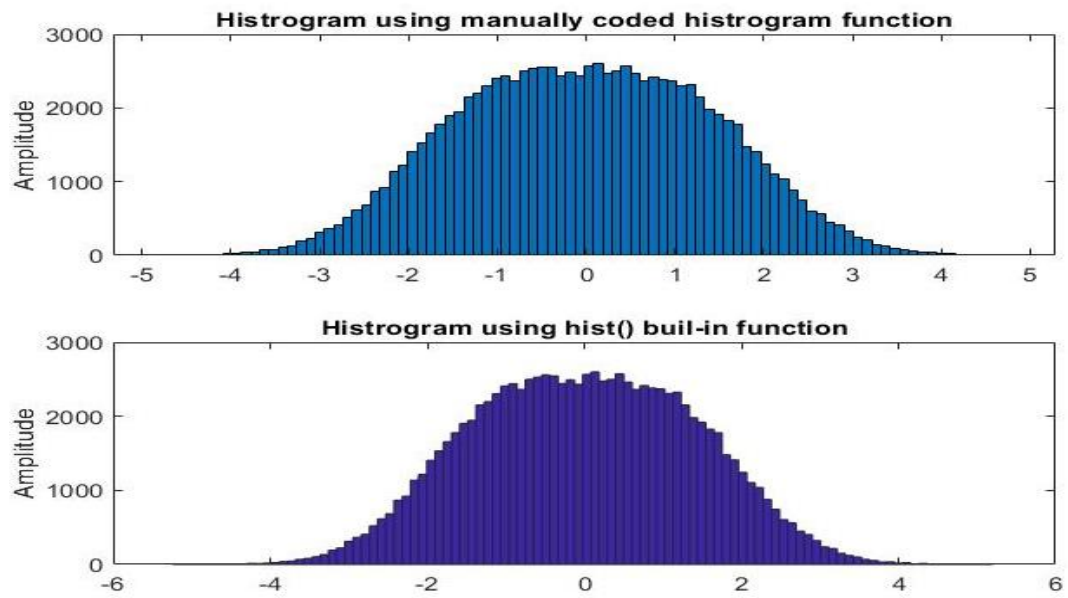 Histrogram using manually coded histrogram function
3000
2000
1000
0
Amplitude
-5 -4 -3 -2 -1 0 1 2 3 4 5
Histrogram using hist() buil-in function
3000
2000
1000
0
Amplitude
-6 -4 -2 0 2 4 6